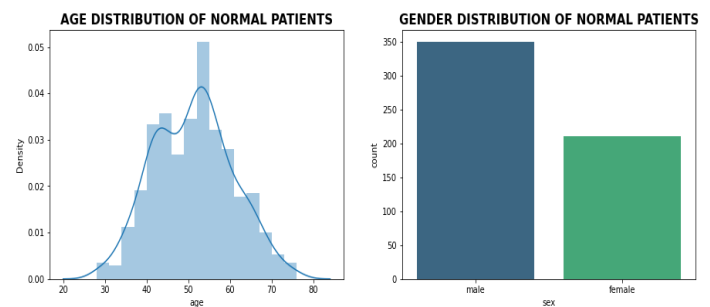 AGE DISTRIBUTION OF NORMAL PATIENTS
Density
0.05
0.04
0.03
0.02
0.01
0.00
20 30 40 50 60 70 80
age
GENDER DISTRIBUTION OF NORMAL PATIENTS
count
350
300
250
200
150
100
50
0
male female
sex